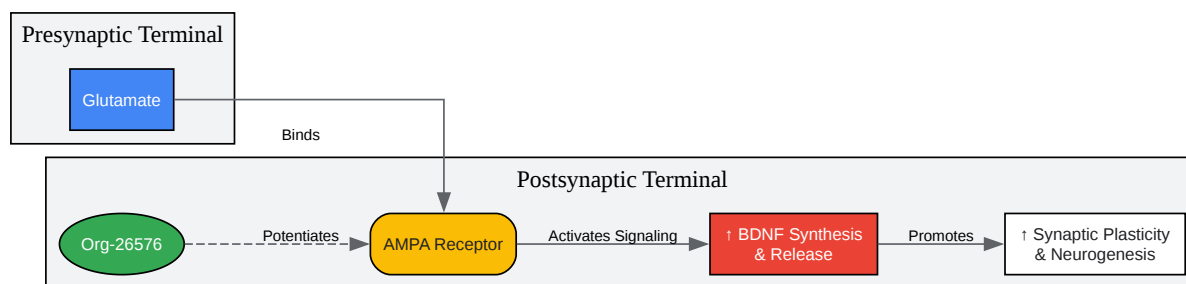 Presynaptic Terminal
Glutamate
Binds
Postsynaptic Terminal
Org-26576
Potentiates
AMPA Receptor
Activates Signaling
↑ BDNF Synthesis
& Release
Promotes
↑ Synaptic Plasticity
& Neurogenesis